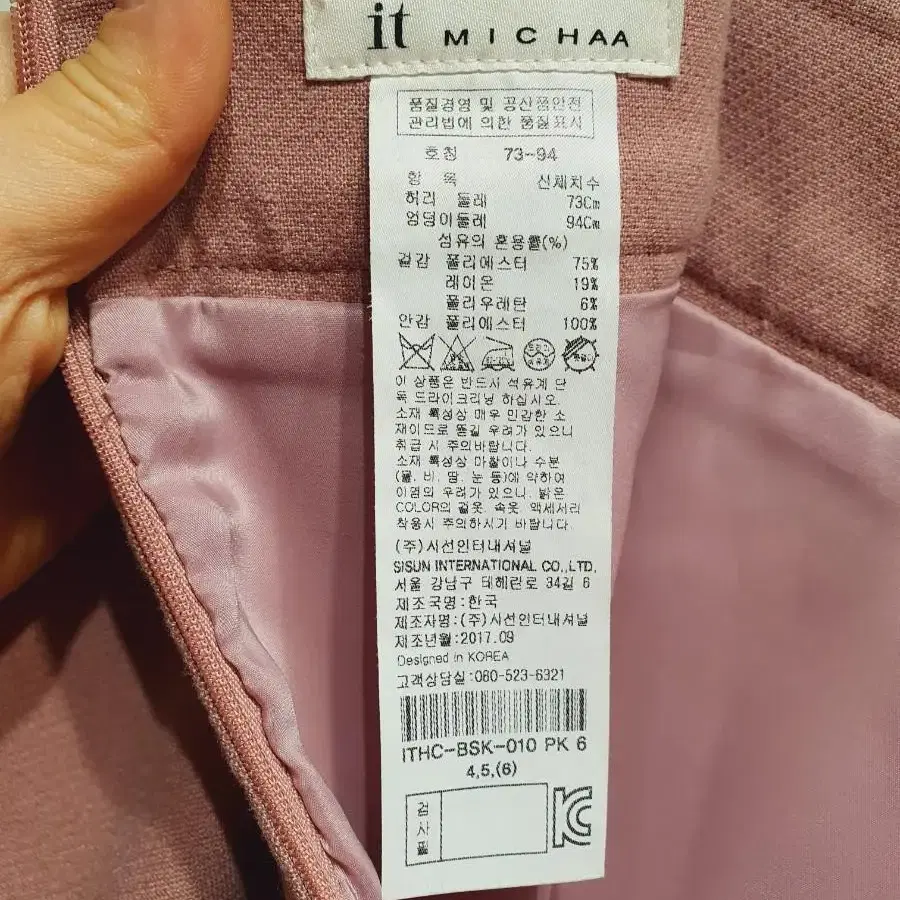 it MICHAA
품질경영 및 공산품안전
관리법에 의한 품질표시
호칭 73-94
항 목 신체치수
허리 둘레 73Cm
엉덩이둘레 94Cm
섬유의 혼용률(%)
겉감 폴리에스터 75%
레이온 19%
폴리우레탄 6%
안감 폴리에스터 100%
이 상품은 반드시 석유계 단
독 드라이크리닝 하십시오.
소재 특성상 매우 민감한 소
재이므로 뜯길 우려가 있으니
취급 시 주의바랍니다.
소재 특성상 마찰이나 수분
(물, 비, 땀, 눈 등)에 약하여
이염의 우려가 있으니, 밝은
COLOR의 겉옷, 속옷, 액세서리
착용시 주의하시기 바랍니다.
(주)시선인터내셔널
SISUN INTERNATIONAL CO.,LTD.
서울 강남구 테헤란로 34길 6
제조국명:한국
제조자명:(주)시선인터내셔널
제조년월:2017.09
Designed in KOREA
고객상담실:080-523-6321
ITHC-BSK-010 PK 6
4,5,(6)
검사필